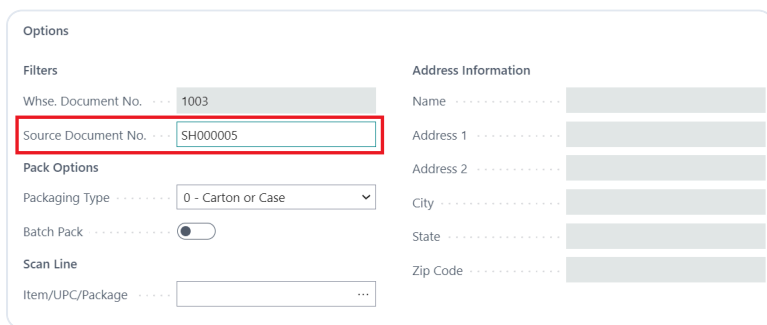 Options
Filters
Whse. Document No. 1003
Source Document No. SH000005
Pack Options
Packaging Type 0 - Carton or Case
Batch Pack
Scan Line
Item/UPC/Package ...
Address Information
Name
Address 1
Address 2
City
State
Zip Code